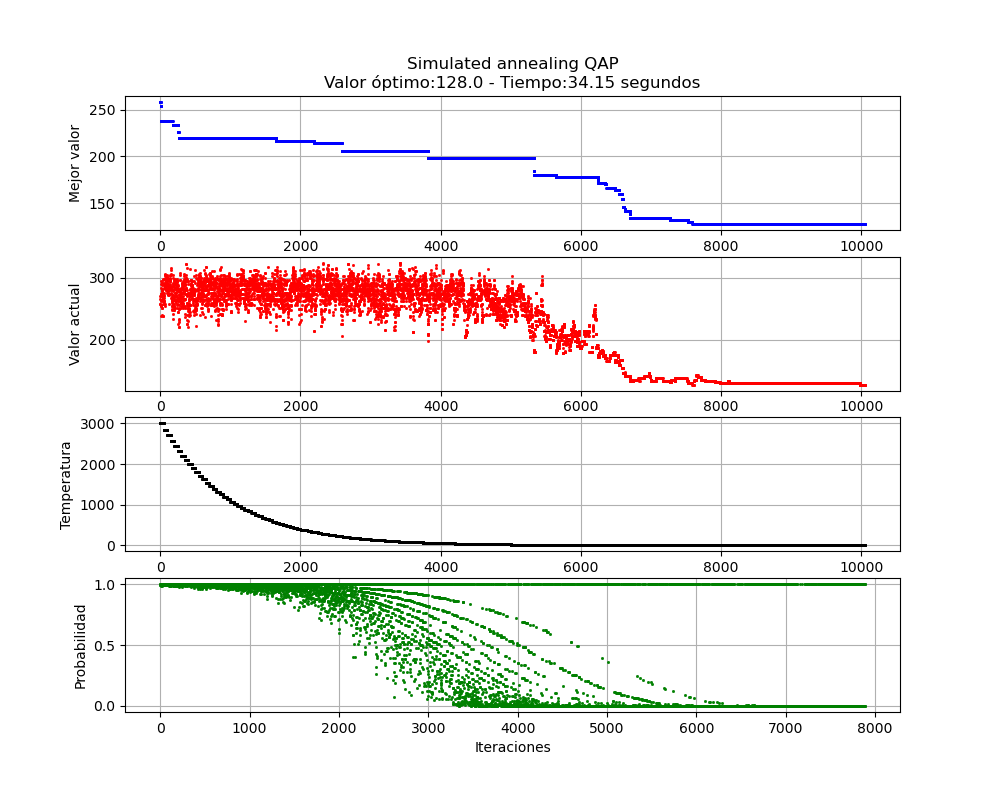 Simulated annealing QAP
Valor óptimo:128.0 - Tiempo:34.15 segundos
250
200
150
Mejor valor
0 2000 4000 6000 8000 10000
300
200
Valor actual
0 2000 4000 6000 8000 10000
3000
2000
1000
0
Temperatura
0 2000 4000 6000 8000 10000
1.0
0.5
0.0
Probabilidad
0 1000 2000 3000 4000 5000 6000 7000 8000
Iteraciones